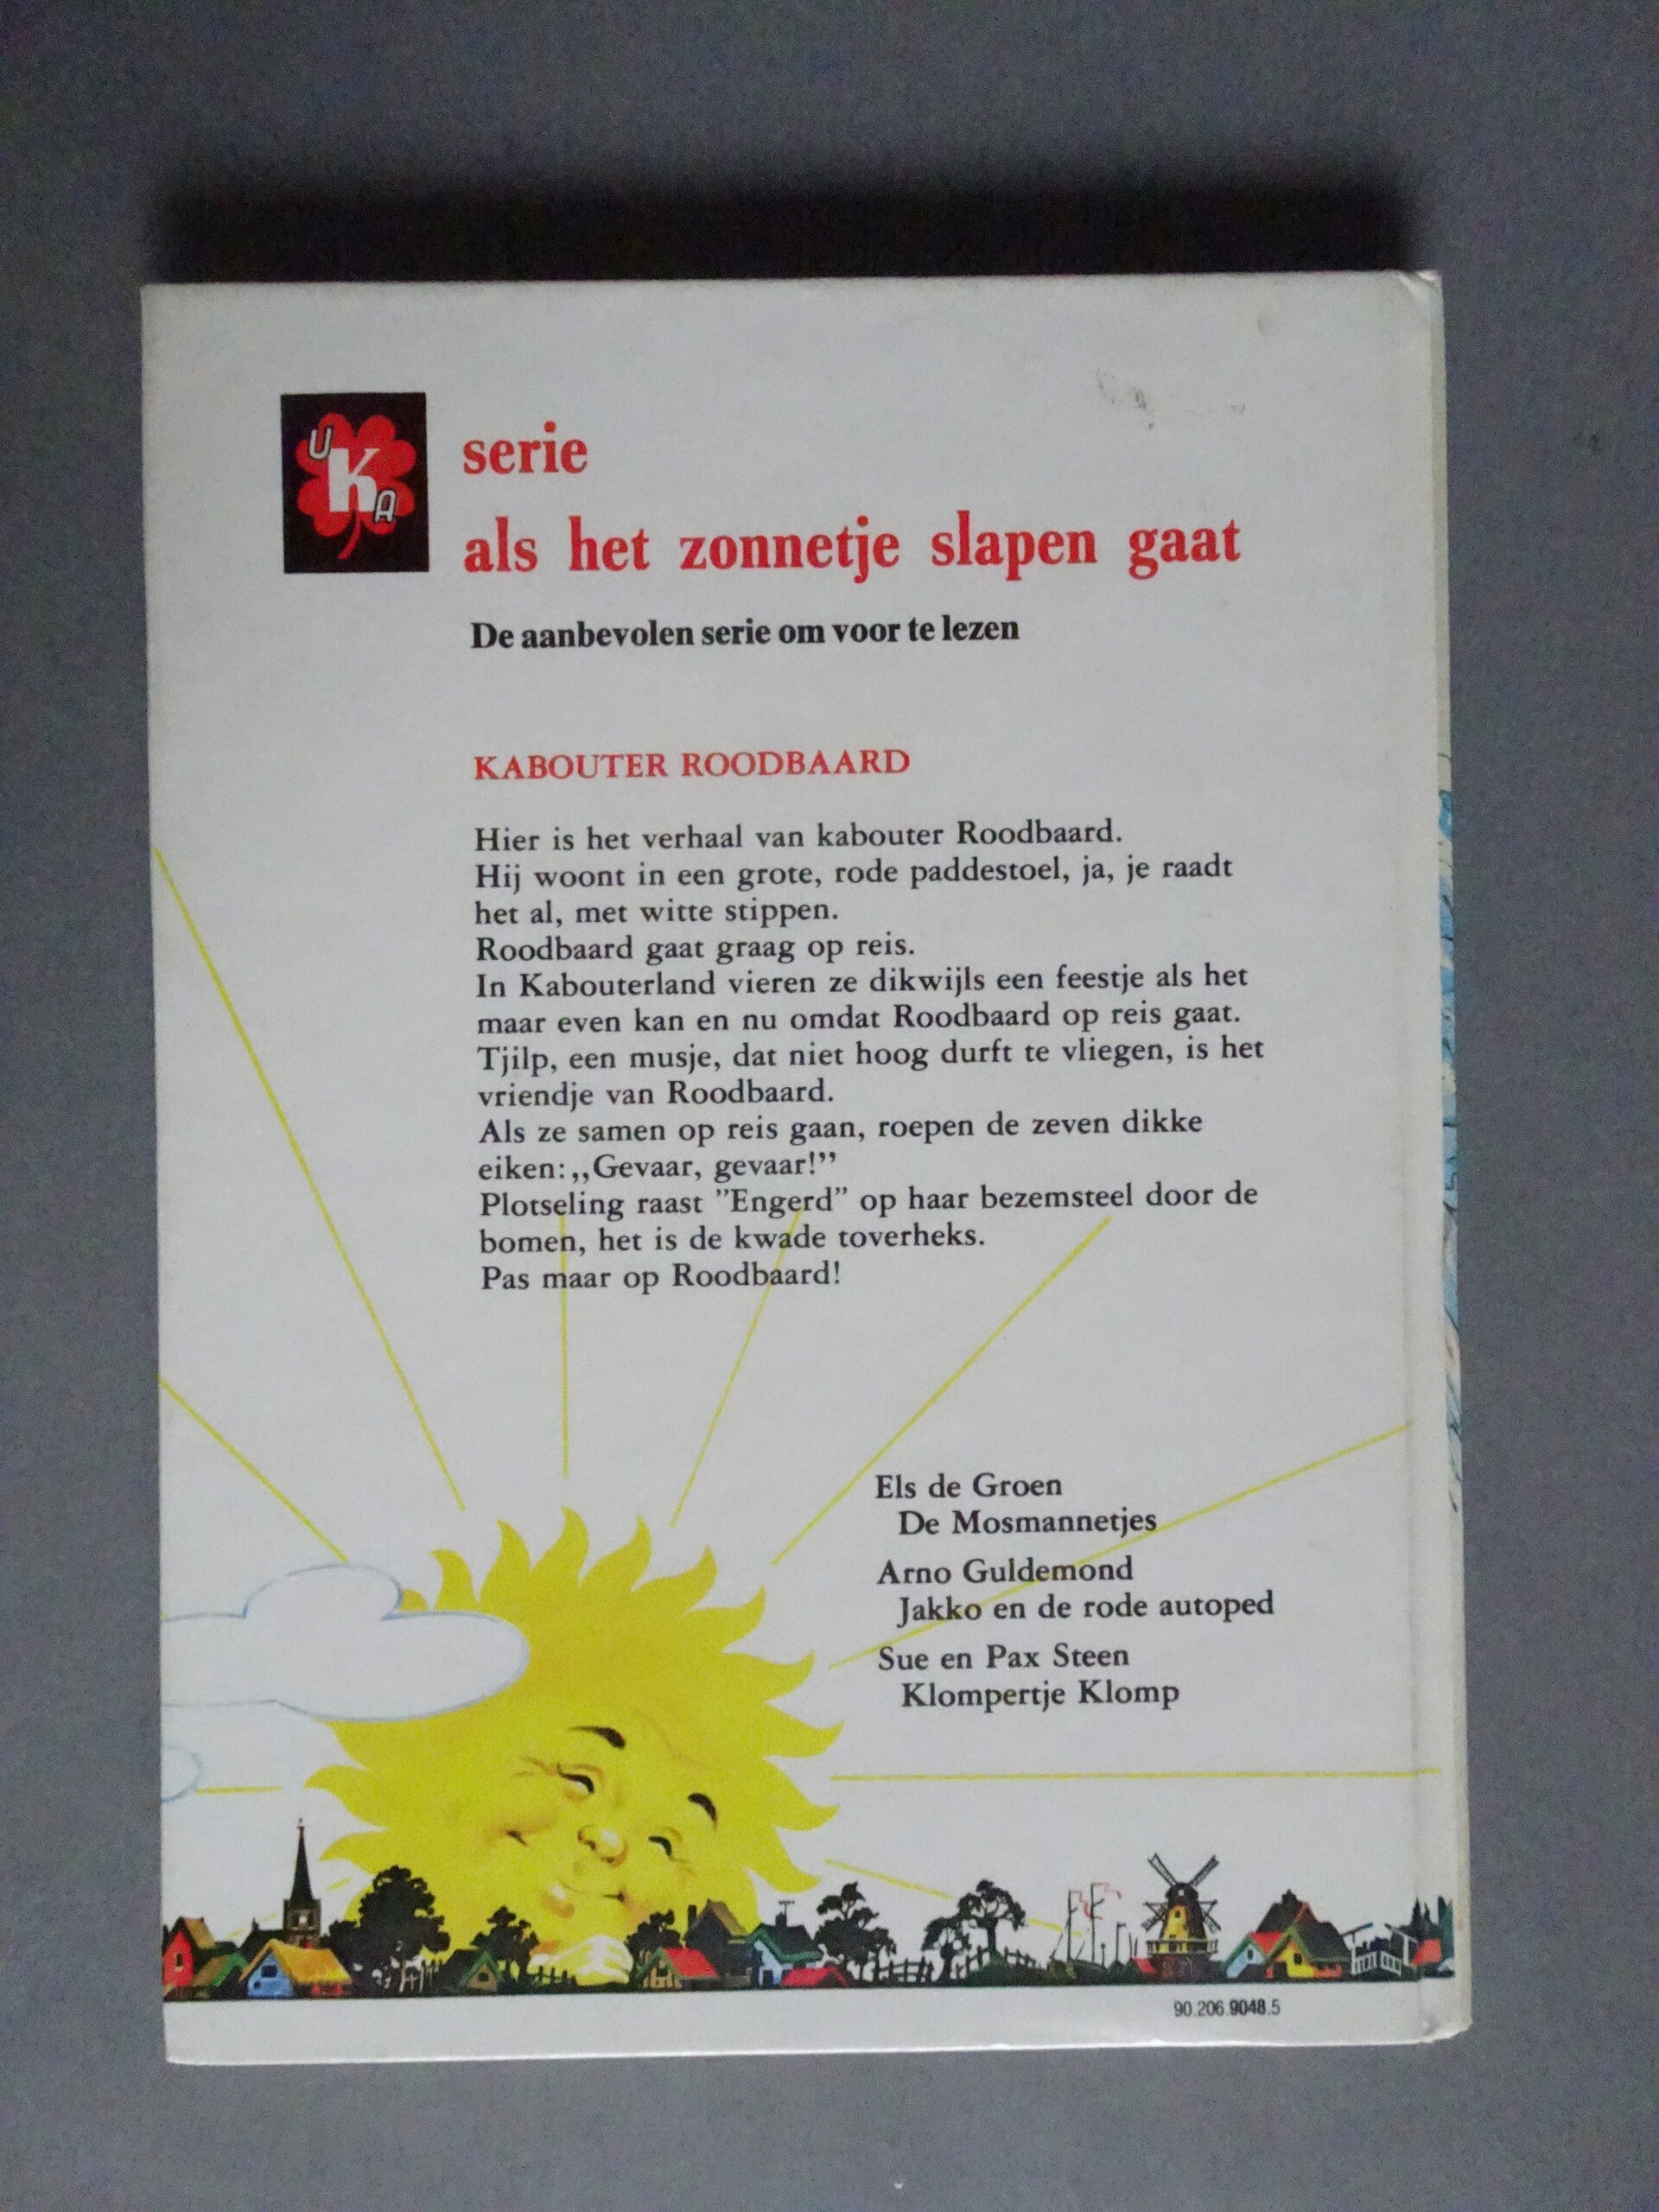 UKA
serie
als het zonnetje slapen gaat
De aanbevolen serie om voor te lezen
KABOUTER ROODBAARD
Hier is het verhaal van kabouter Roodbaard.
Hij woont in een grote, rode paddestoel, ja, je raadt
het al, met witte stippen.
Roodbaard gaat graag op reis.
In Kabouterland vieren ze dikwijls een feestje als het
maar even kan en nu omdat Roodbaard op reis gaat.
Tjilp, een musje, dat niet hoog durft te vliegen, is het
vriendje van Roodbaard.
Als ze samen op reis gaan, roepen de zeven dikke
eiken:,,Gevaar, gevaar!”
Plotseling raast ”Engerd” op haar bezemsteel door de
bomen, het is de kwade toverheks.
Pas maar op Roodbaard!
Els de Groen
De Mosmannetjes
Arno Guldemond
Jakko en de rode autoped
Sue en Pax Steen
Klompertje Klomp
90.206.9048.5